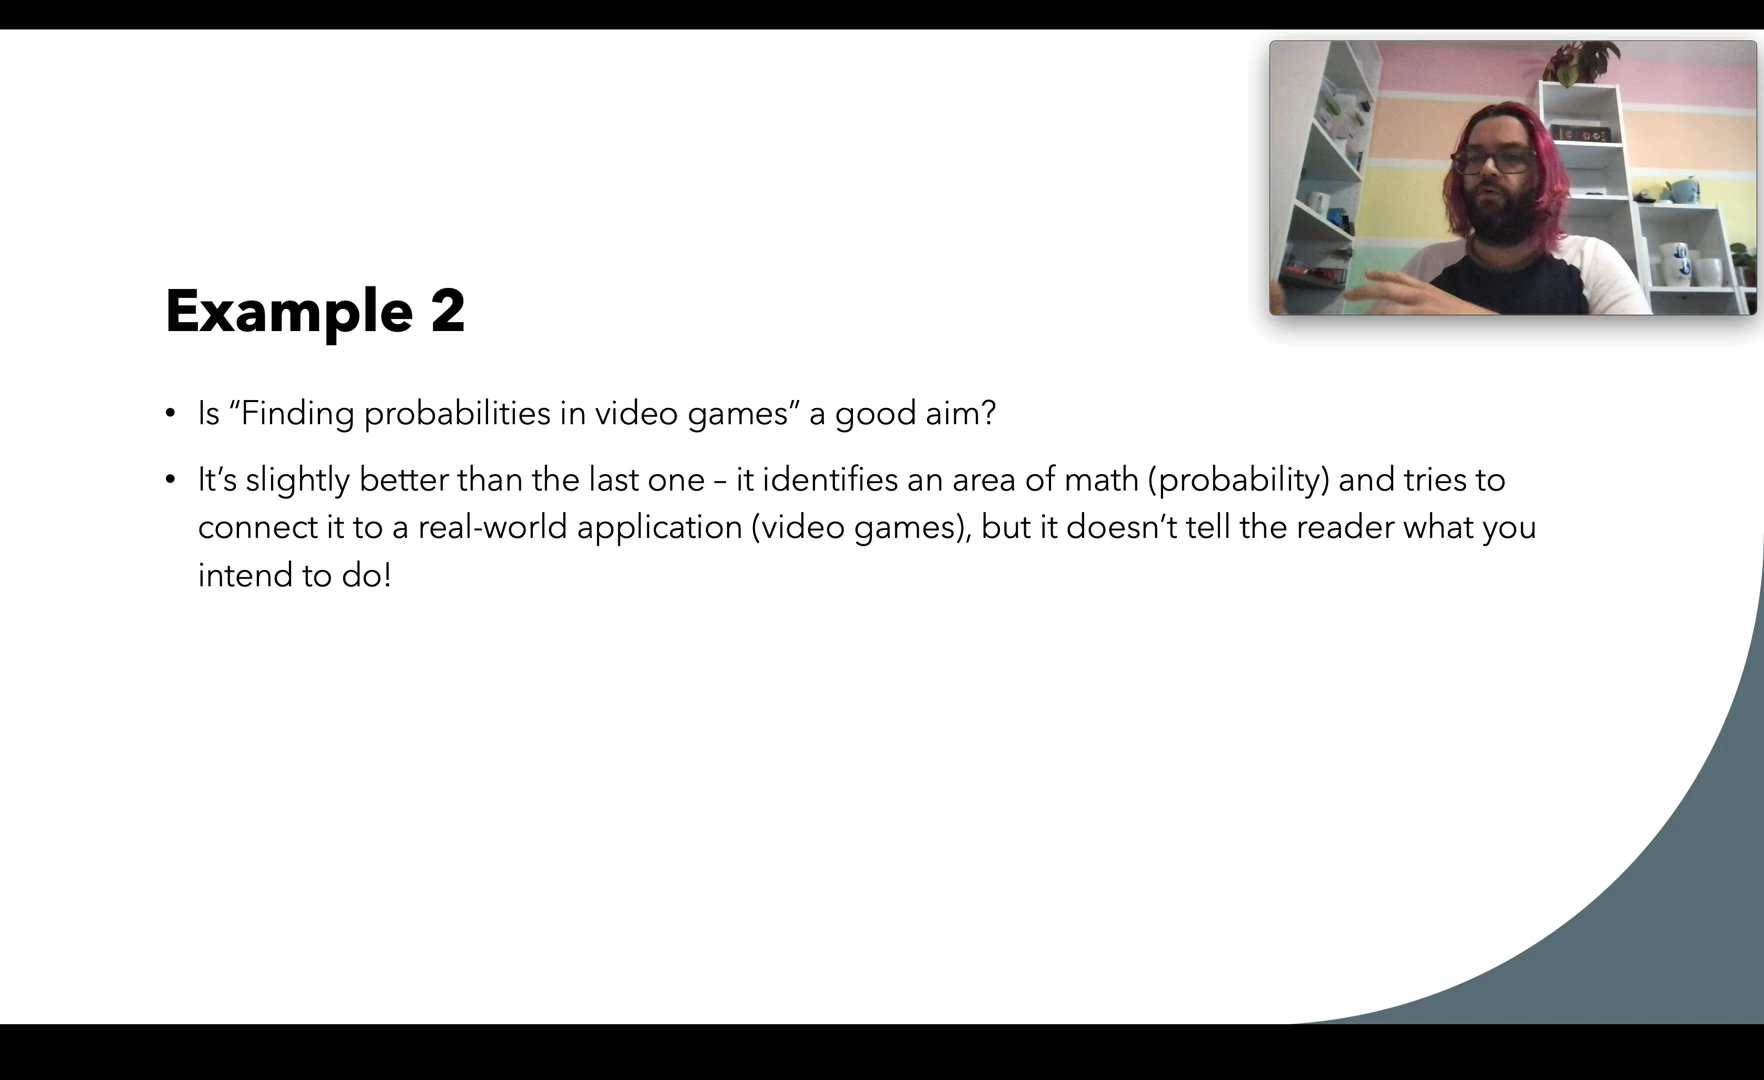 Example 2
• Is “Finding probabilities in video games” a good aim?
• It’s slightly better than the last one – it identifies an area of math (probability) and tries to
connect it to a real-world application (video games), but it doesn’t tell the reader what you
intend to do!